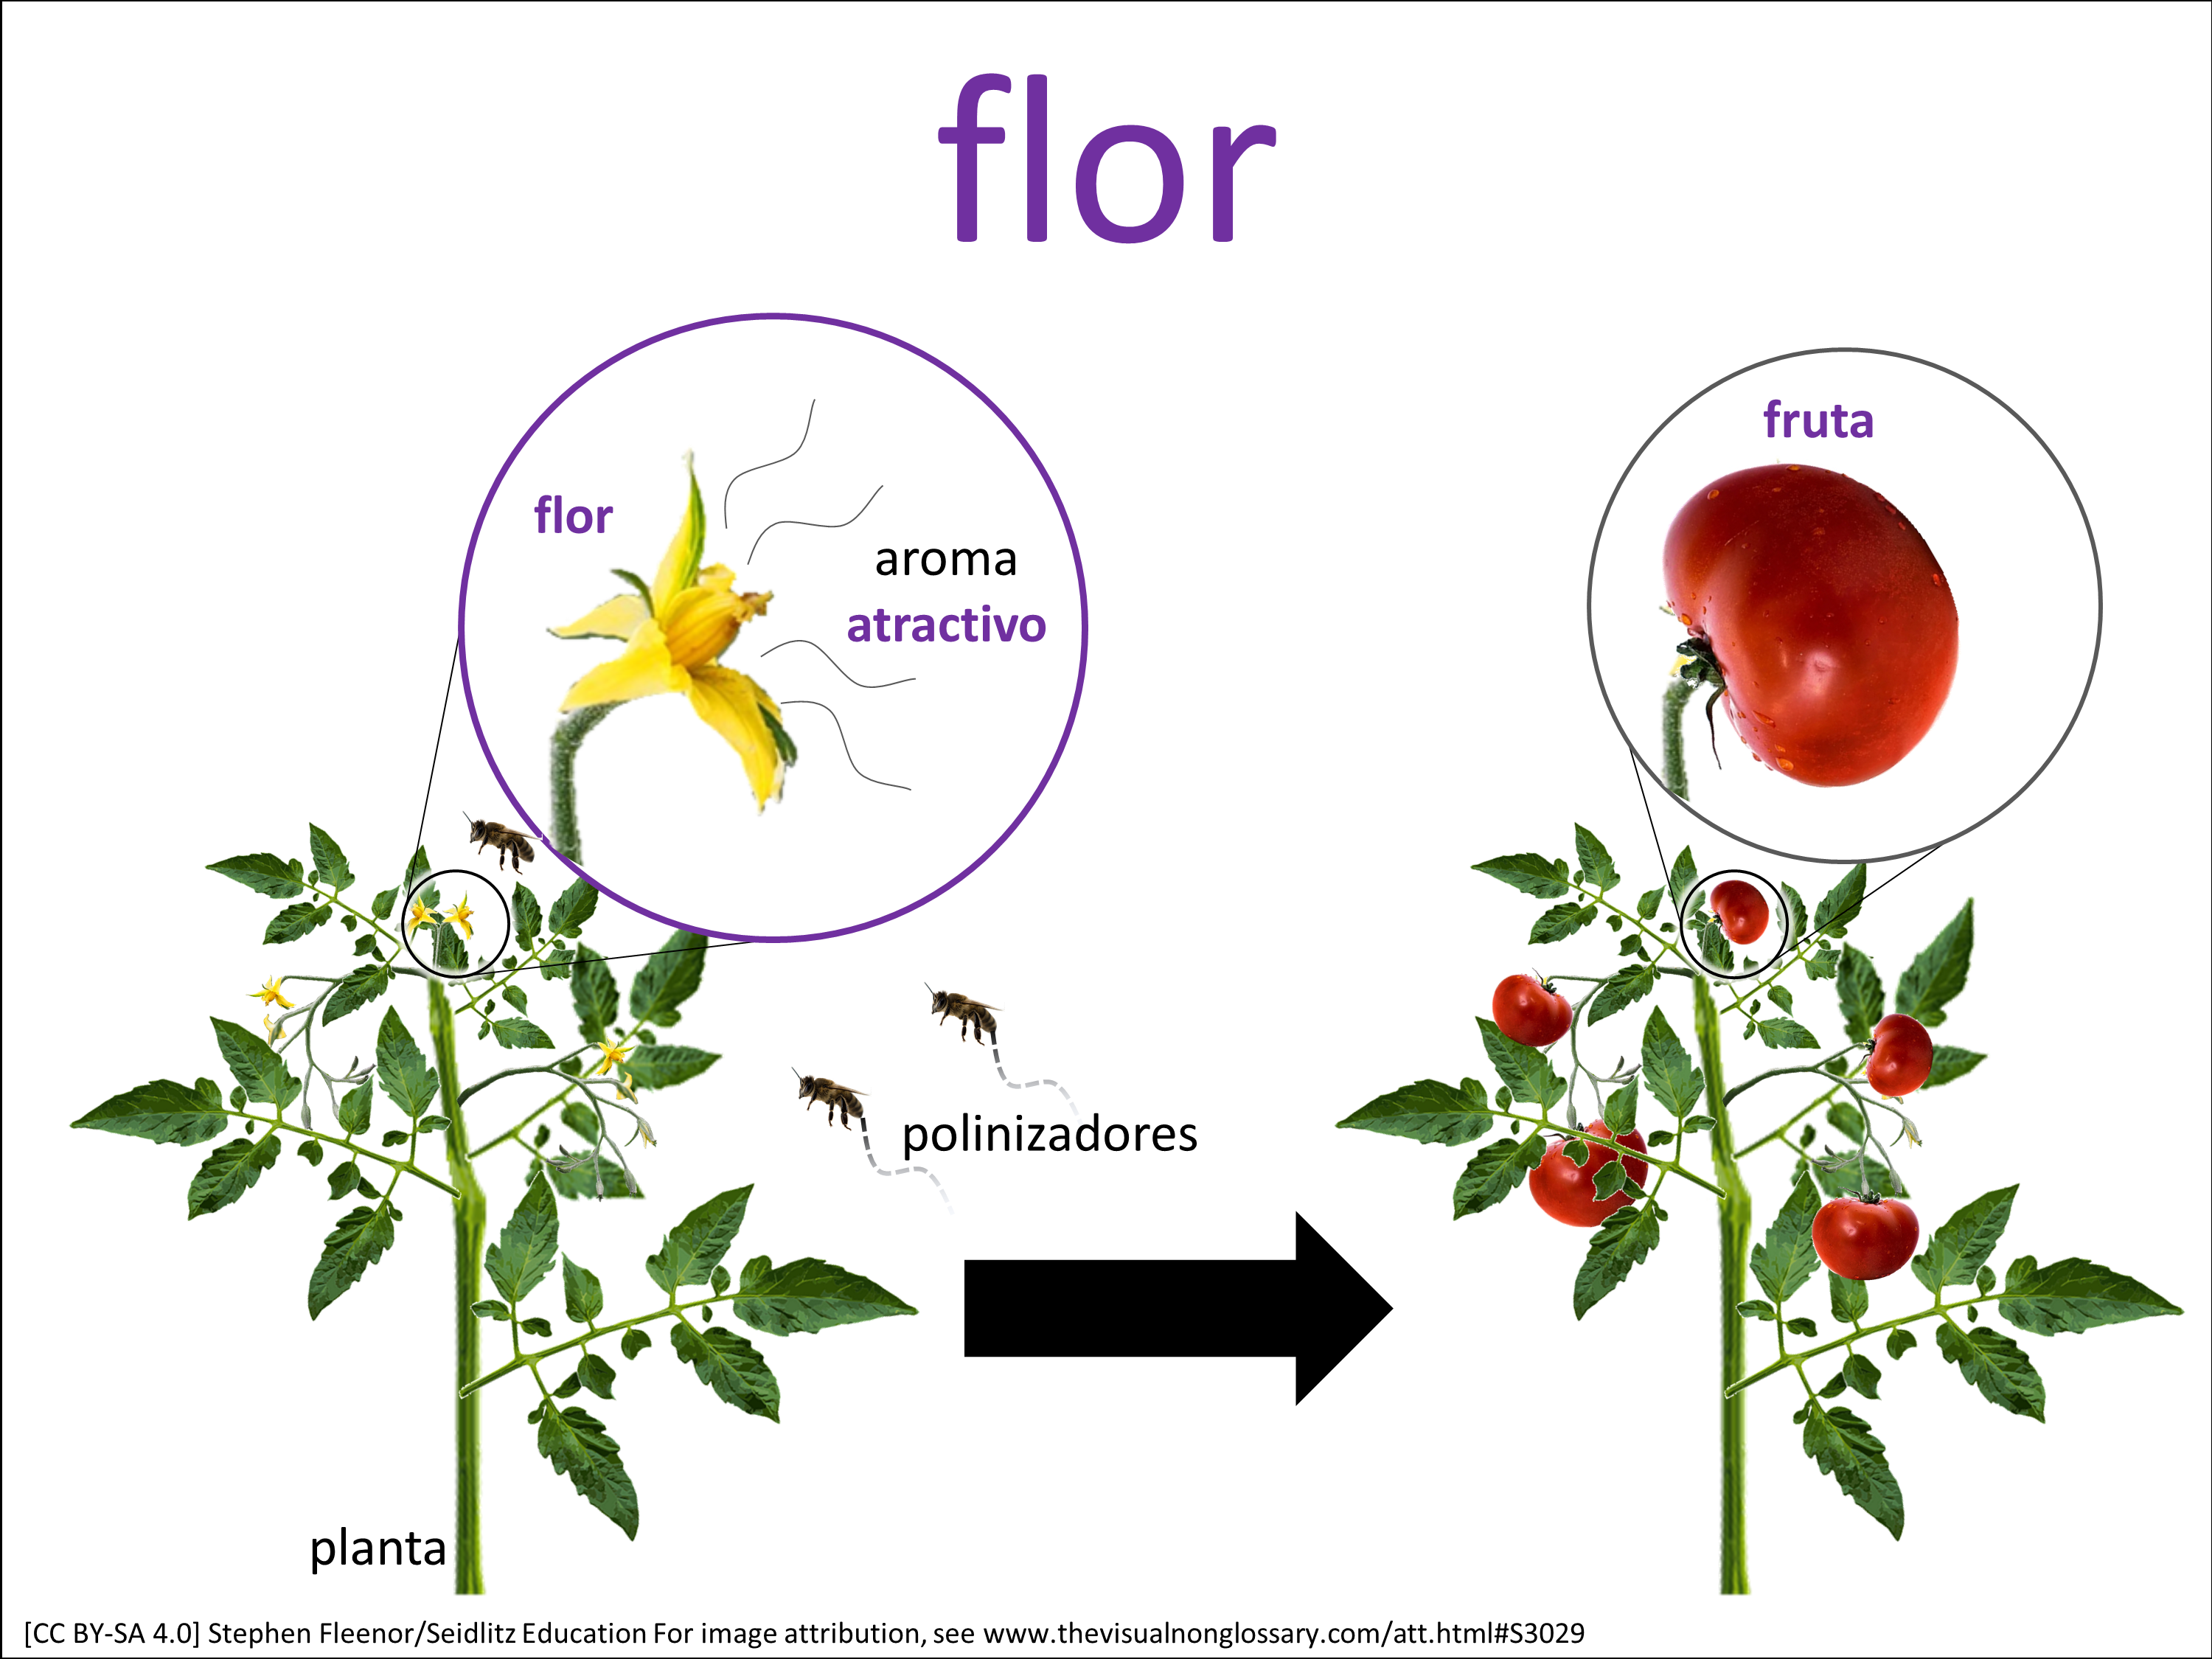 flor
flor
aroma
atractivo
fruta
polinizadores
planta
[CC BY-SA 4.0] Stephen Fleenor/Seidlitz Education For image attribution, see www.thevisualnonglossary.com/att.html#S3029